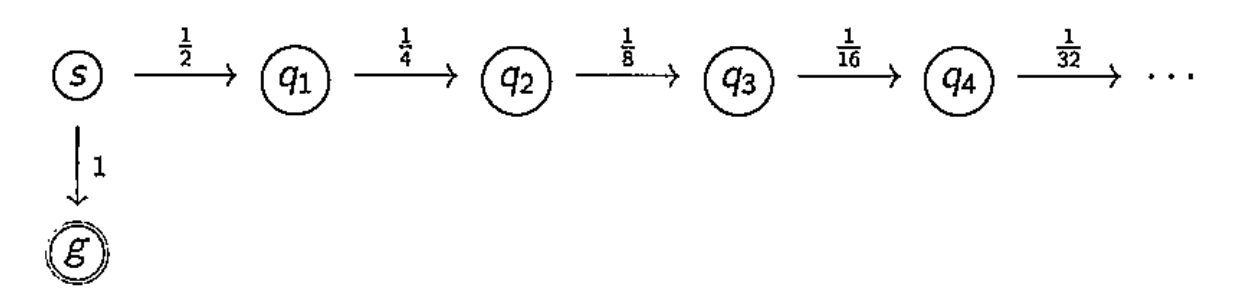 1/2 1/4 1/8 1/16 1/32
s q₁ q₂ q₃ q₄ ···
1
g